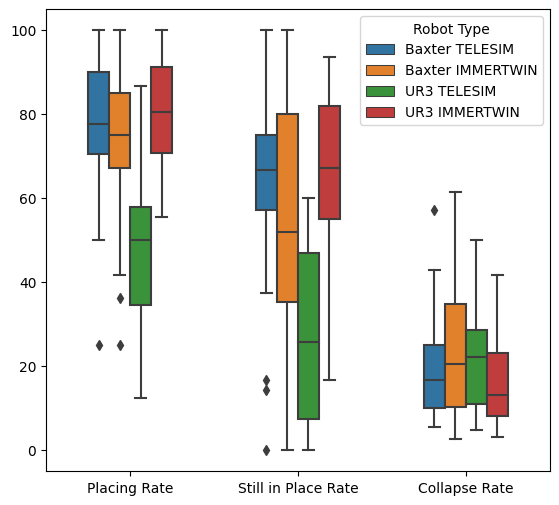 Robot Type
Baxter TELESIM
Baxter IMMERTWIN
UR3 TELESIM
UR3 IMMERTWIN
100
80
60
40
20
0
Placing Rate
Still in Place Rate
Collapse Rate